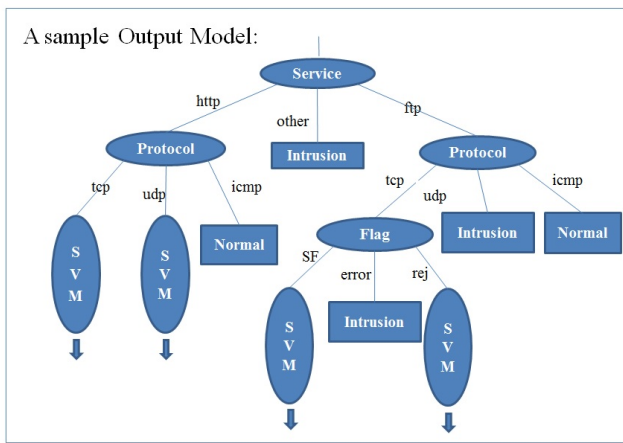 A sample Output Model:
Service
http
other
ftp
Protocol
Intrusion
Protocol
tcp
udp
icmp
tcp
udp
icmp
S
V
M
S
V
M
Normal
Flag
Intrusion
Normal
SF
error
rej
S
V
M
Intrusion
S
V
M